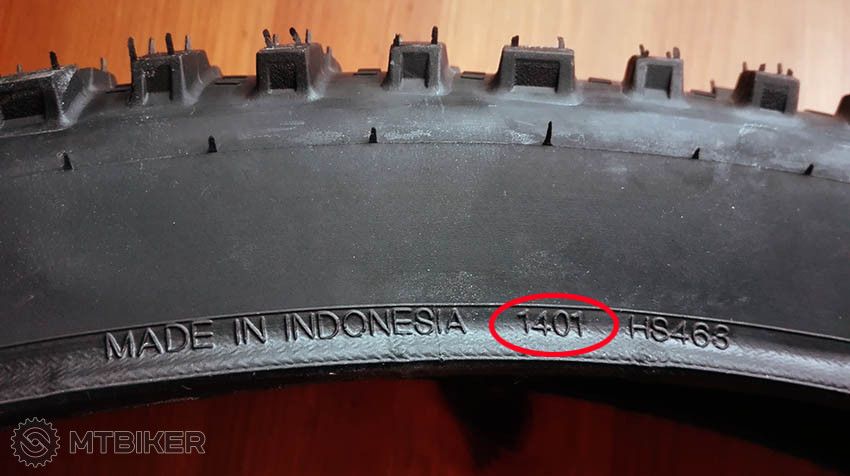 MADE IN INDONESIA 1401 HS463
MTBIKER